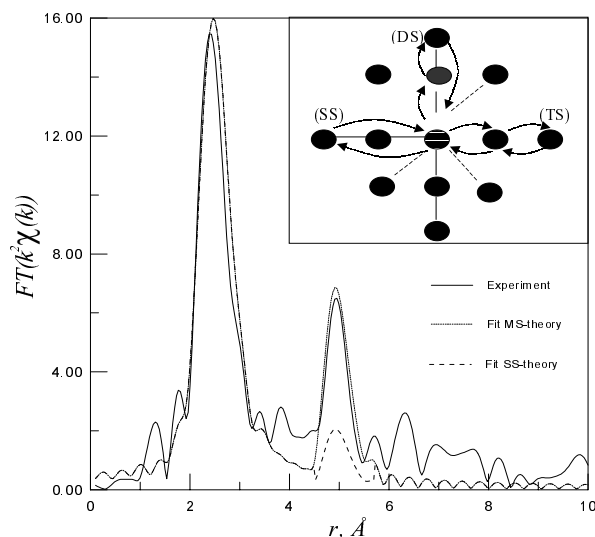 16.00
12.00
8.00
4.00
0.00
FT(k²χ(k))
(DS)
(SS)
(TS)
Experiment
Fit MS-theory
Fit SS-theory
0
2
4
6
8
10
r, Å